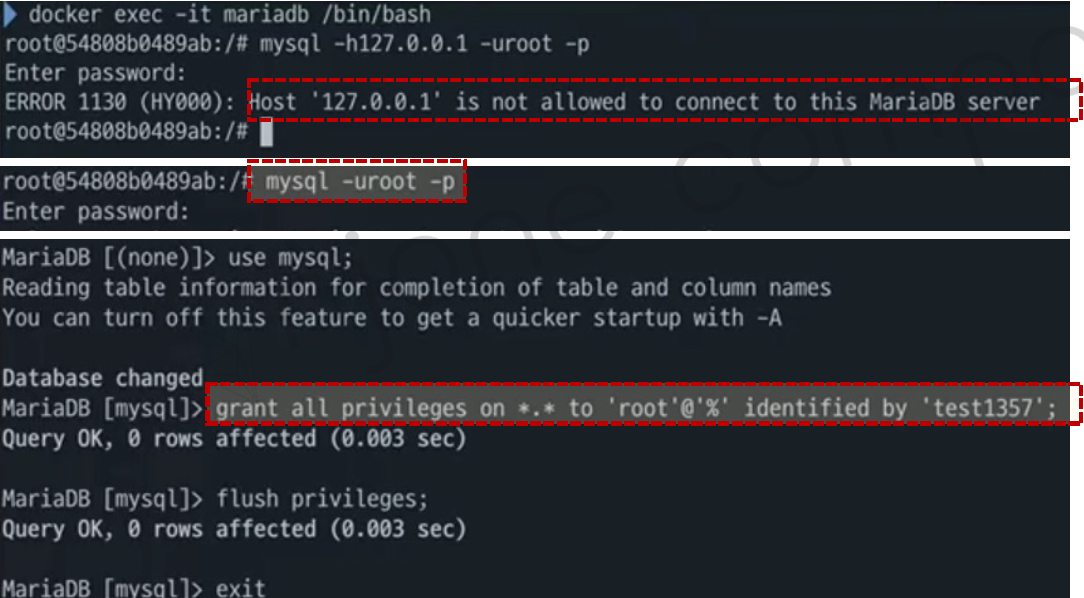 docker exec -it mariadb /bin/bash
root@54808b0489ab:/# mysql -h127.0.0.1 -uroot -p
Enter password:
ERROR 1130 (HY000): Host '127.0.0.1' is not allowed to connect to this MariaDB server
root@54808b0489ab:/#
root@54808b0489ab:/# mysql -uroot -p
Enter password:
MariaDB [(none)]> use mysql;
Reading table information for completion of table and column names
You can turn off this feature to get a quicker startup with -A
Database changed
MariaDB [mysql]> grant all privileges on *.* to 'root'@'%' identified by 'test1357';
Query OK, 0 rows affected (0.003 sec)
MariaDB [mysql]> flush privileges;
Query OK, 0 rows affected (0.003 sec)
MariaDB [mysql]> exit